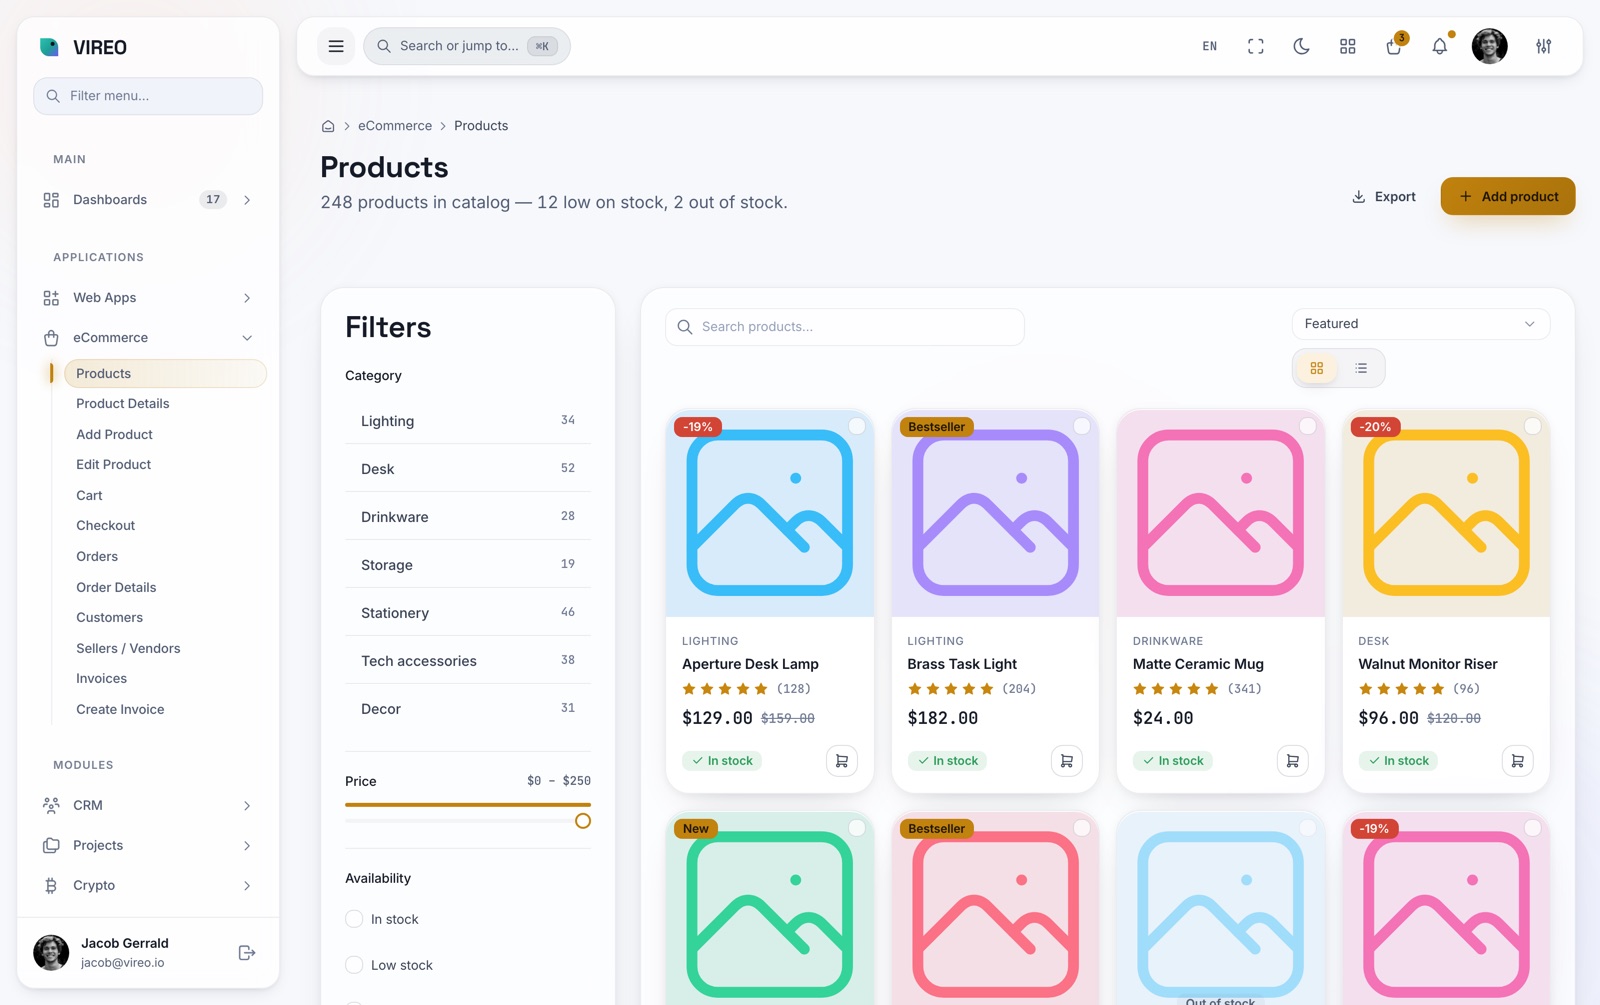 VIREO
Filter menu...
MAIN
Dashboards 17
APPLICATIONS
Web Apps
eCommerce
Products
Product Details
Add Product
Edit Product
Cart
Checkout
Orders
Order Details
Customers
Sellers / Vendors
Invoices
Create Invoice
MODULES
CRM
Projects
Crypto
Jacob Gerrald
jacob@vireo.io
Search or jump to... ⌘K
EN
3
eCommerce Products
Products
248 products in catalog — 12 low on stock, 2 out of stock.
Export
Add product
Filters
Category
Lighting 34
Desk 52
Drinkware 28
Storage 19
Stationery 46
Tech accessories 38
Decor 31
Price $0 – $250
Availability
In stock
Low stock
Search products...
Featured
-19%
LIGHTING
Aperture Desk Lamp
(128)
$129.00 $159.00
In stock
Bestseller
LIGHTING
Brass Task Light
(204)
$182.00
In stock
DRINKWARE
Matte Ceramic Mug
(341)
$24.00
In stock
-20%
DESK
Walnut Monitor Riser
(96)
$96.00 $120.00
In stock
New
Bestseller
Out of stock
-19%